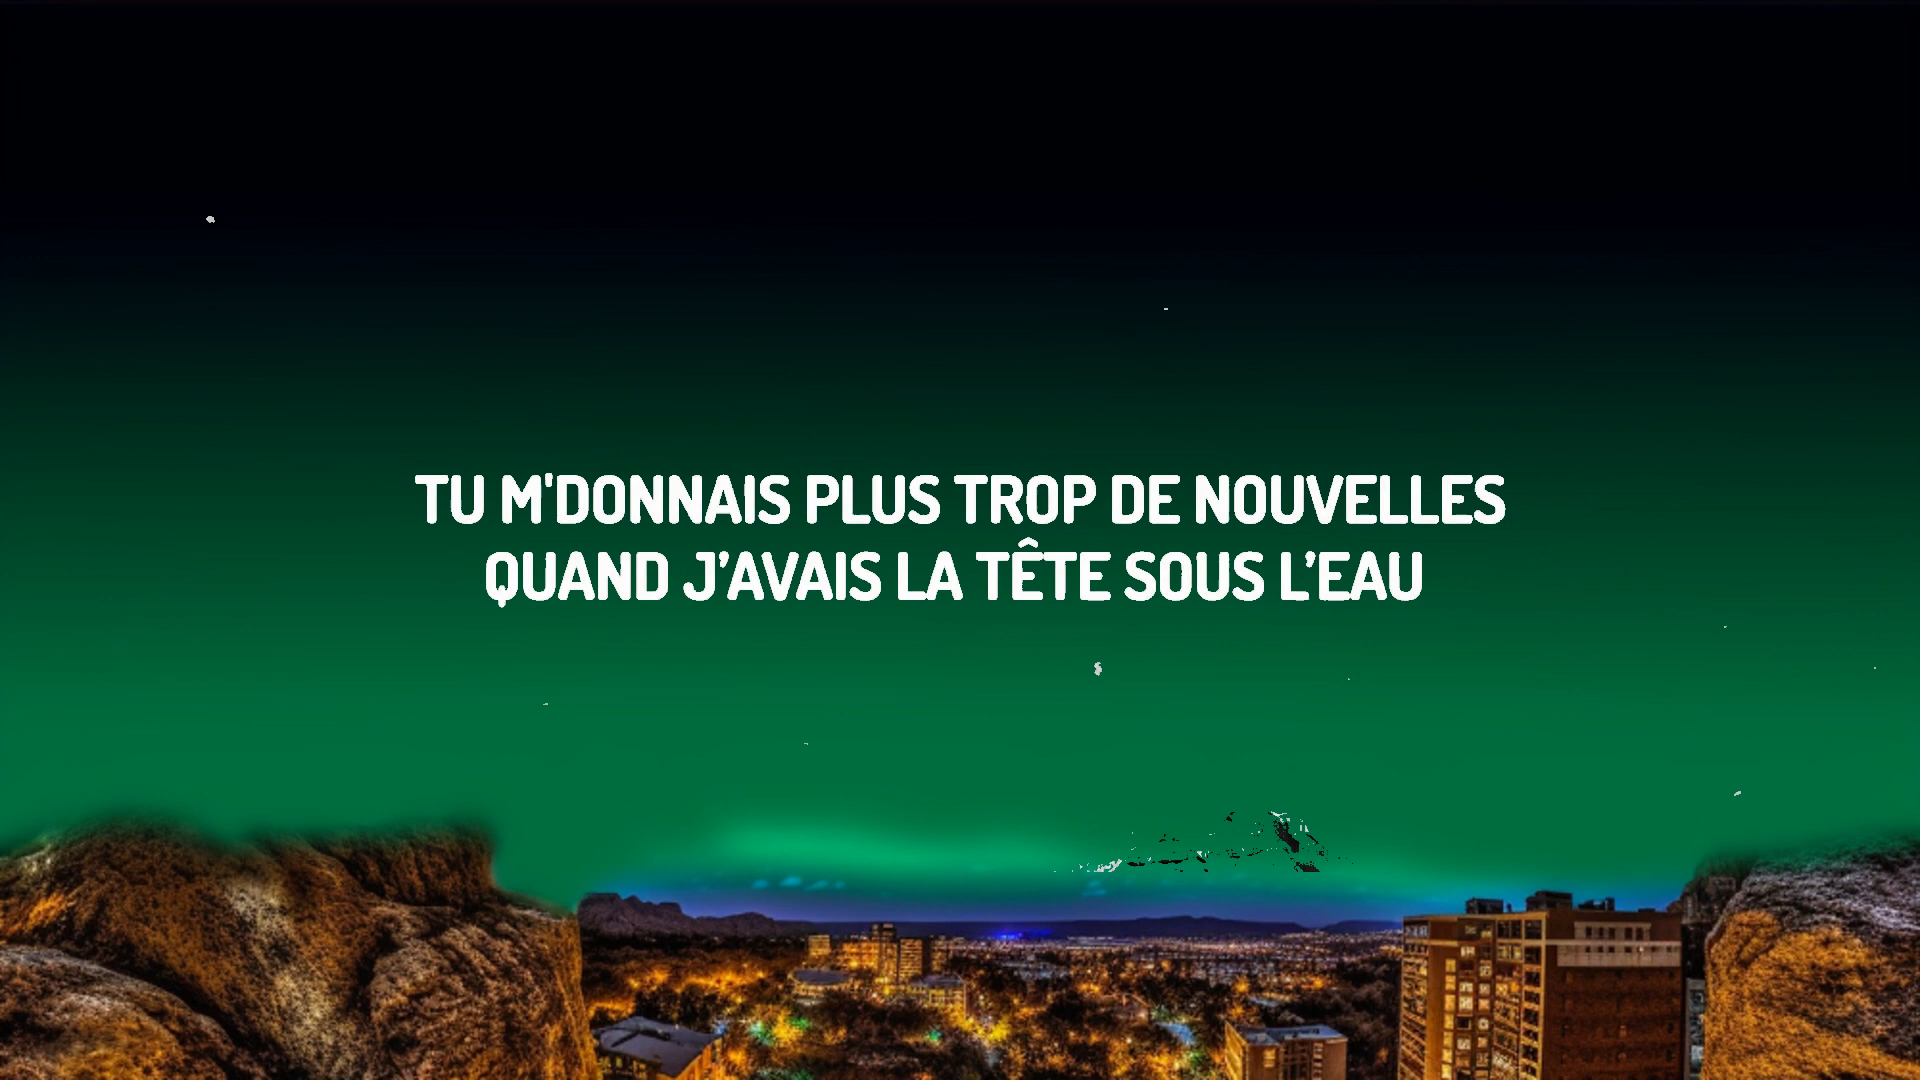 TU M'DONNAIS PLUS TROP DE NOUVELLES
QUAND J’AVAIS LA TÊTE SOUS L’EAU